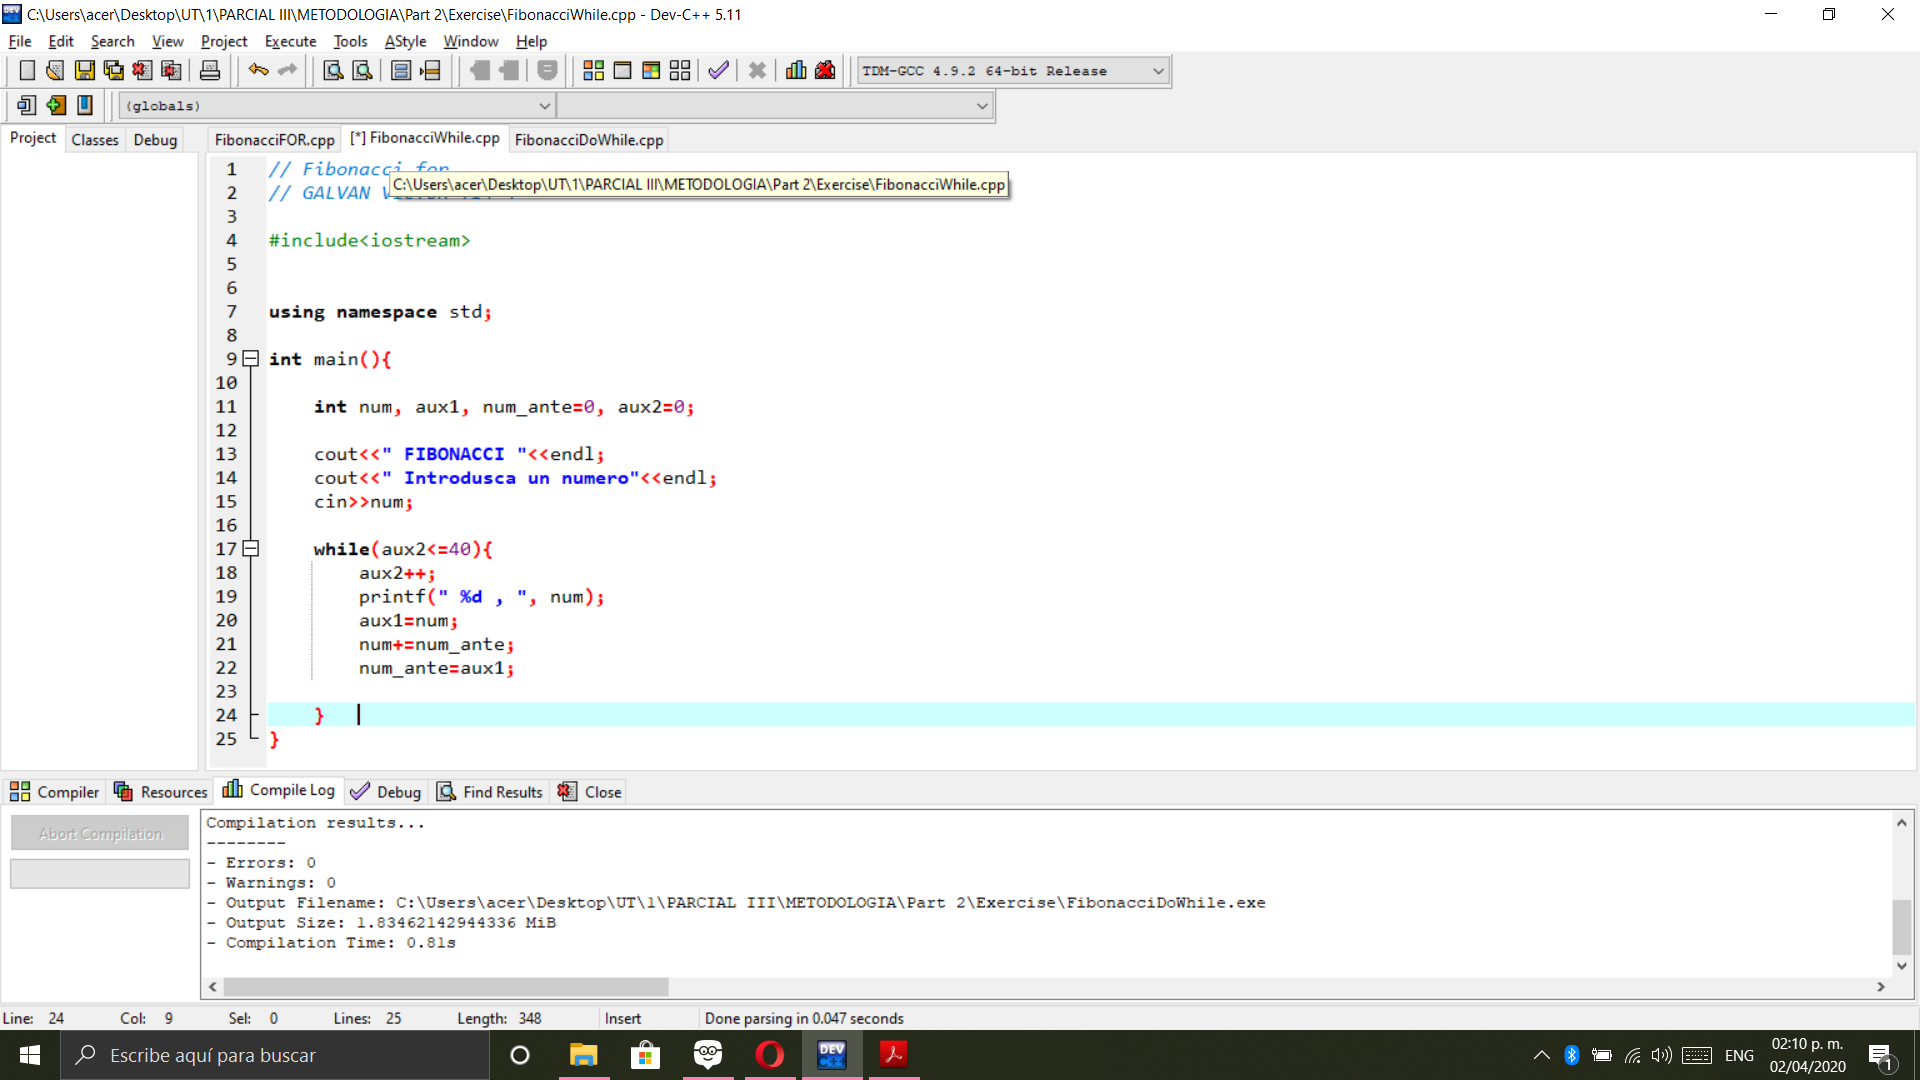 C:\Users\acer\Desktop\UT\1\PARCIAL III\METODOLOGIA\Part 2\Exercise\FibonacciWhile.cpp - Dev-C++ 5.11
File Edit Search View Project Execute Tools AStyle Window Help
TDM-GCC 4.9.2 64-bit Release
(globals)
Project Classes Debug FibonacciFOR.cpp [*] FibonacciWhile.cpp FibonacciDoWhile.cpp
1 // Fibonacci for
C:\Users\acer\Desktop\UT\1\PARCIAL III\METODOLOGIA\Part 2\Exercise\FibonacciWhile.cpp
2 // GALVAN
3
4 #include<iostream>
5
6
7 using namespace std;
8
9 int main(){
10
11 int num, aux1, num_ante=0, aux2=0;
12
13 cout<<" FIBONACCI "<<endl;
14 cout<<" Introdusca un numero"<<endl;
15 cin>>num;
16
17 while(aux2<=40){
18 aux2++;
19 printf(" %d , ", num);
20 aux1=num;
21 num+=num_ante;
22 num_ante=aux1;
23
24 }
25 }
Compiler Resources Compile Log Debug Find Results Close
Abort Compilation
Compilation results...
--------
- Errors: 0
- Warnings: 0
- Output Filename: C:\Users\acer\Desktop\UT\1\PARCIAL III\METODOLOGIA\Part 2\Exercise\FibonacciDoWhile.exe
- Output Size: 1.83462142944336 MiB
- Compilation Time: 0.81s
Line: 24 Col: 9 Sel: 0 Lines: 25 Length: 348 Insert Done parsing in 0.047 seconds
Escribe aquí para buscar
DEV C++
ENG
02:10 p. m.
02/04/2020
1